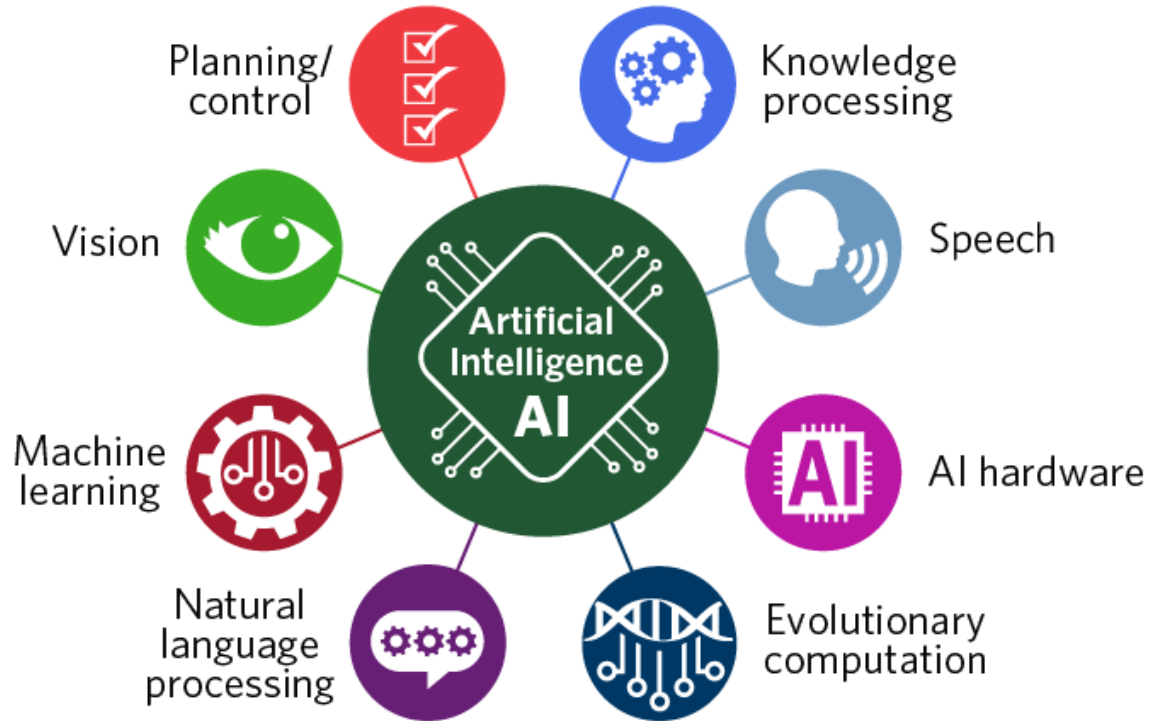 Planning/
control
Knowledge
processing
Vision
Speech
Artificial
Intelligence
AI
Machine
learning
AI
AI hardware
Natural
language
processing
Evolutionary
computation